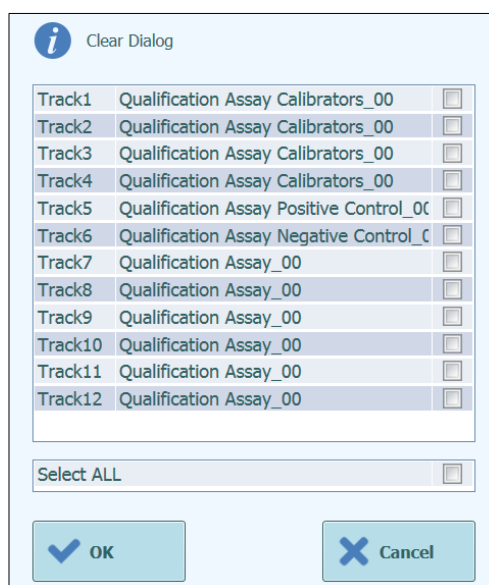 Clear Dialog
Track1 Qualification Assay Calibrators_00
Track2 Qualification Assay Calibrators_00
Track3 Qualification Assay Calibrators_00
Track4 Qualification Assay Calibrators_00
Track5 Qualification Assay Positive Control_0(
Track6 Qualification Assay Negative Control_(
Track7 Qualification Assay_00
Track8 Qualification Assay_00
Track9 Qualification Assay_00
Track10 Qualification Assay_00
Track11 Qualification Assay_00
Track12 Qualification Assay_00
Select ALL
OK Cancel